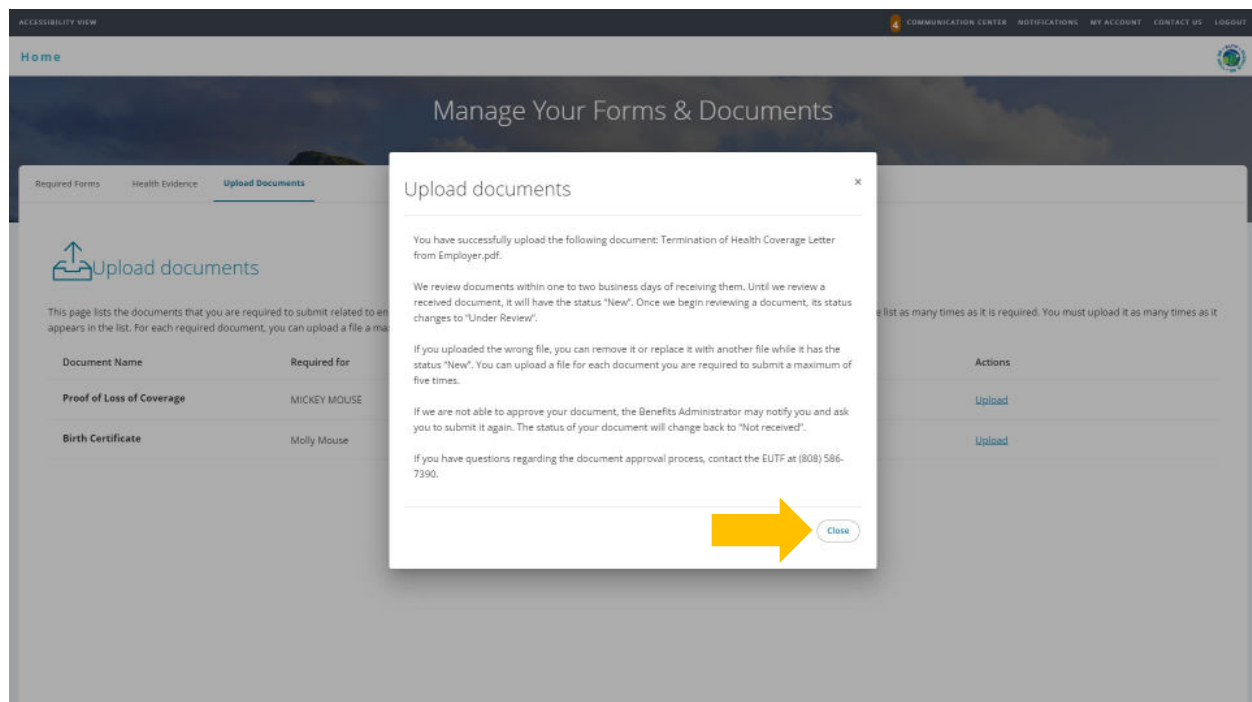 ACCESSIBILITY VIEW
4 COMMUNICATION CENTER NOTIFICATIONS MY ACCOUNT CONTACT US LOGOUT
Home
Manage Your Forms & Documents
Required Forms Health Evidence Upload Documents
Upload documents
This page lists the documents that you are required to submit related to en
e list as many times as it is required. You must upload it as many times as it
appears in the list. For each required document, you can upload a file a ma
Document Name Required for Actions
Proof of Loss of Coverage MICKEY MOUSE Upload
Birth Certificate Molly Mouse Upload
Upload documents ×
You have successfully upload the following document: Termination of Health Coverage Letter
from Employer.pdf.
We review documents within one to two business days of receiving them. Until we review a
received document, it will have the status "New". Once we begin reviewing a document, its status
changes to "Under Review".
If you uploaded the wrong file, you can remove it or replace it with another file while it has the
status "New". You can upload a file for each document you are required to submit a maximum of
five times.
If we are not able to approve your document, the Benefits Administrator may notify you and ask
you to submit it again. The status of your document will change back to "Not received".
If you have questions regarding the document approval process, contact the EUTF at (808) 586-
7390.
Close